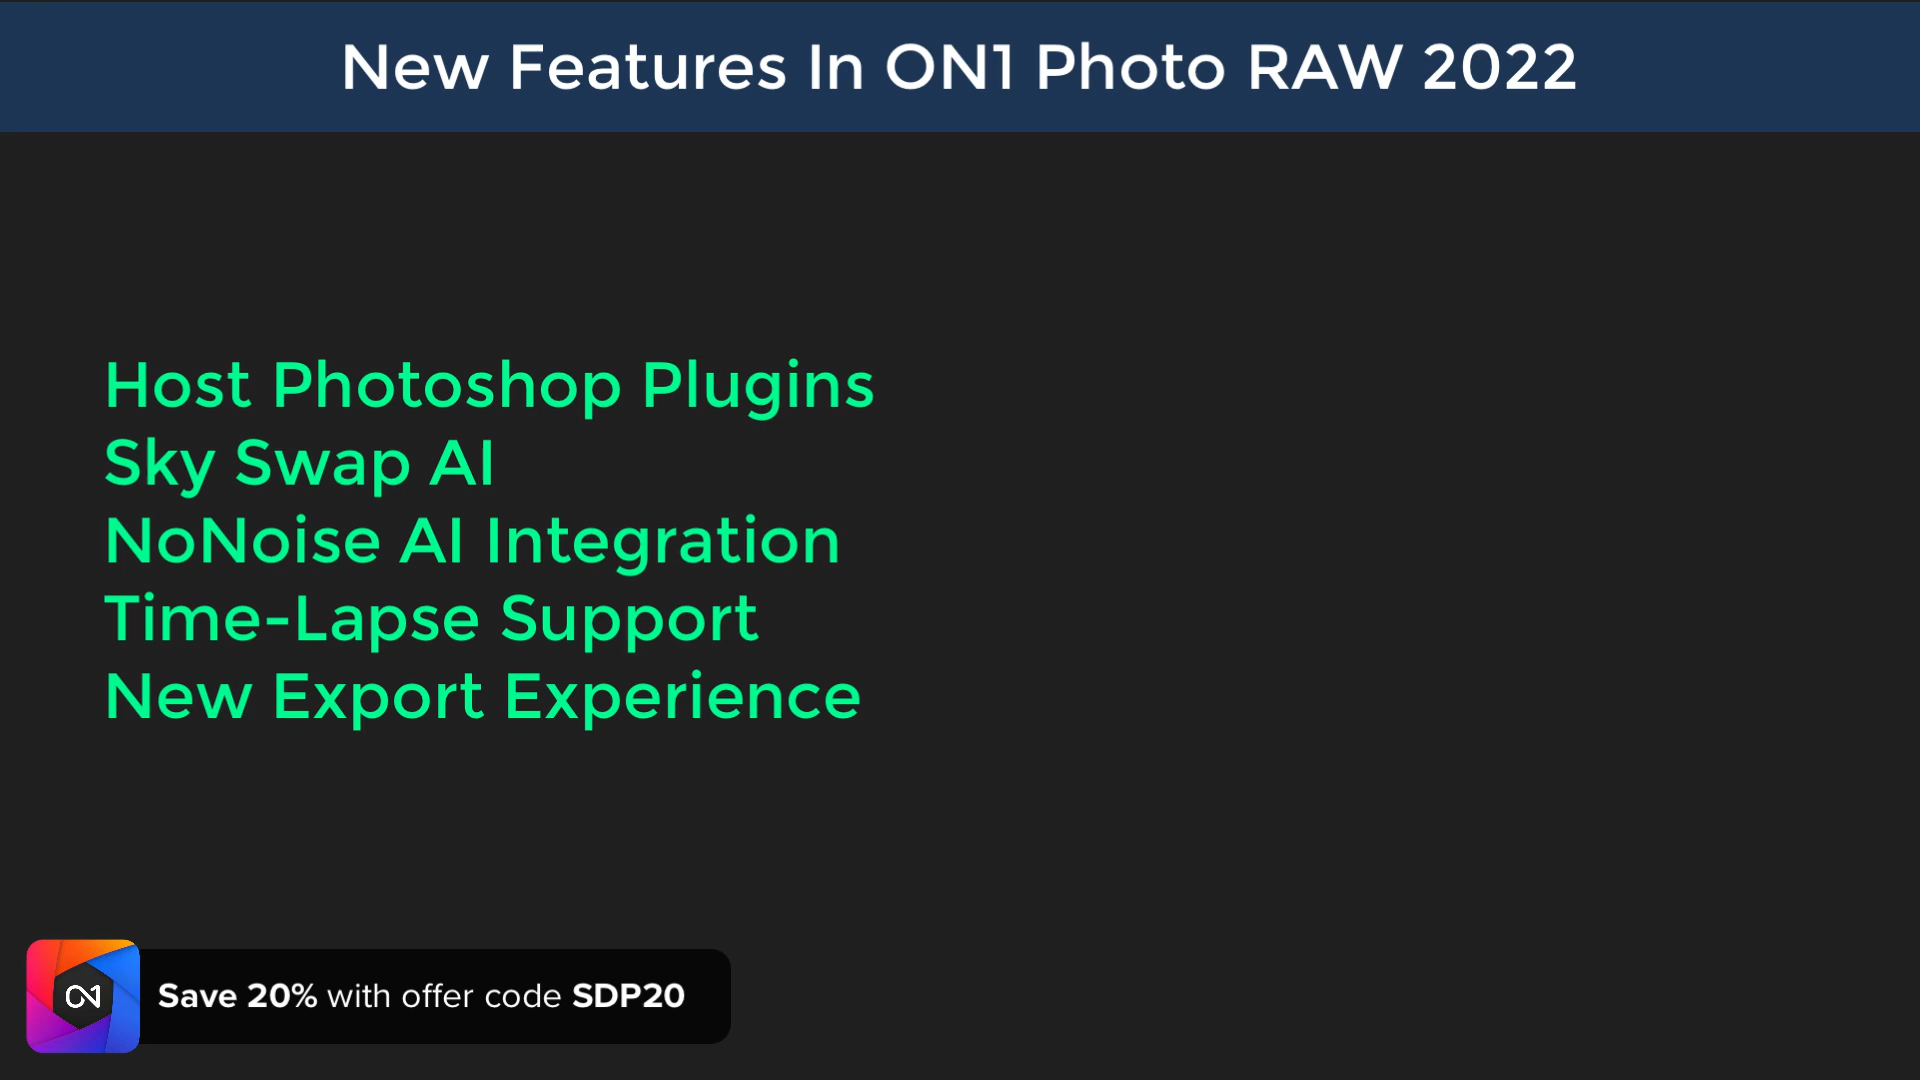 New Features In ON1 Photo RAW 2022
Host Photoshop Plugins
Sky Swap AI
NoNoise AI Integration
Time-Lapse Support
New Export Experience
ON1
Save 20% with offer code SDP20